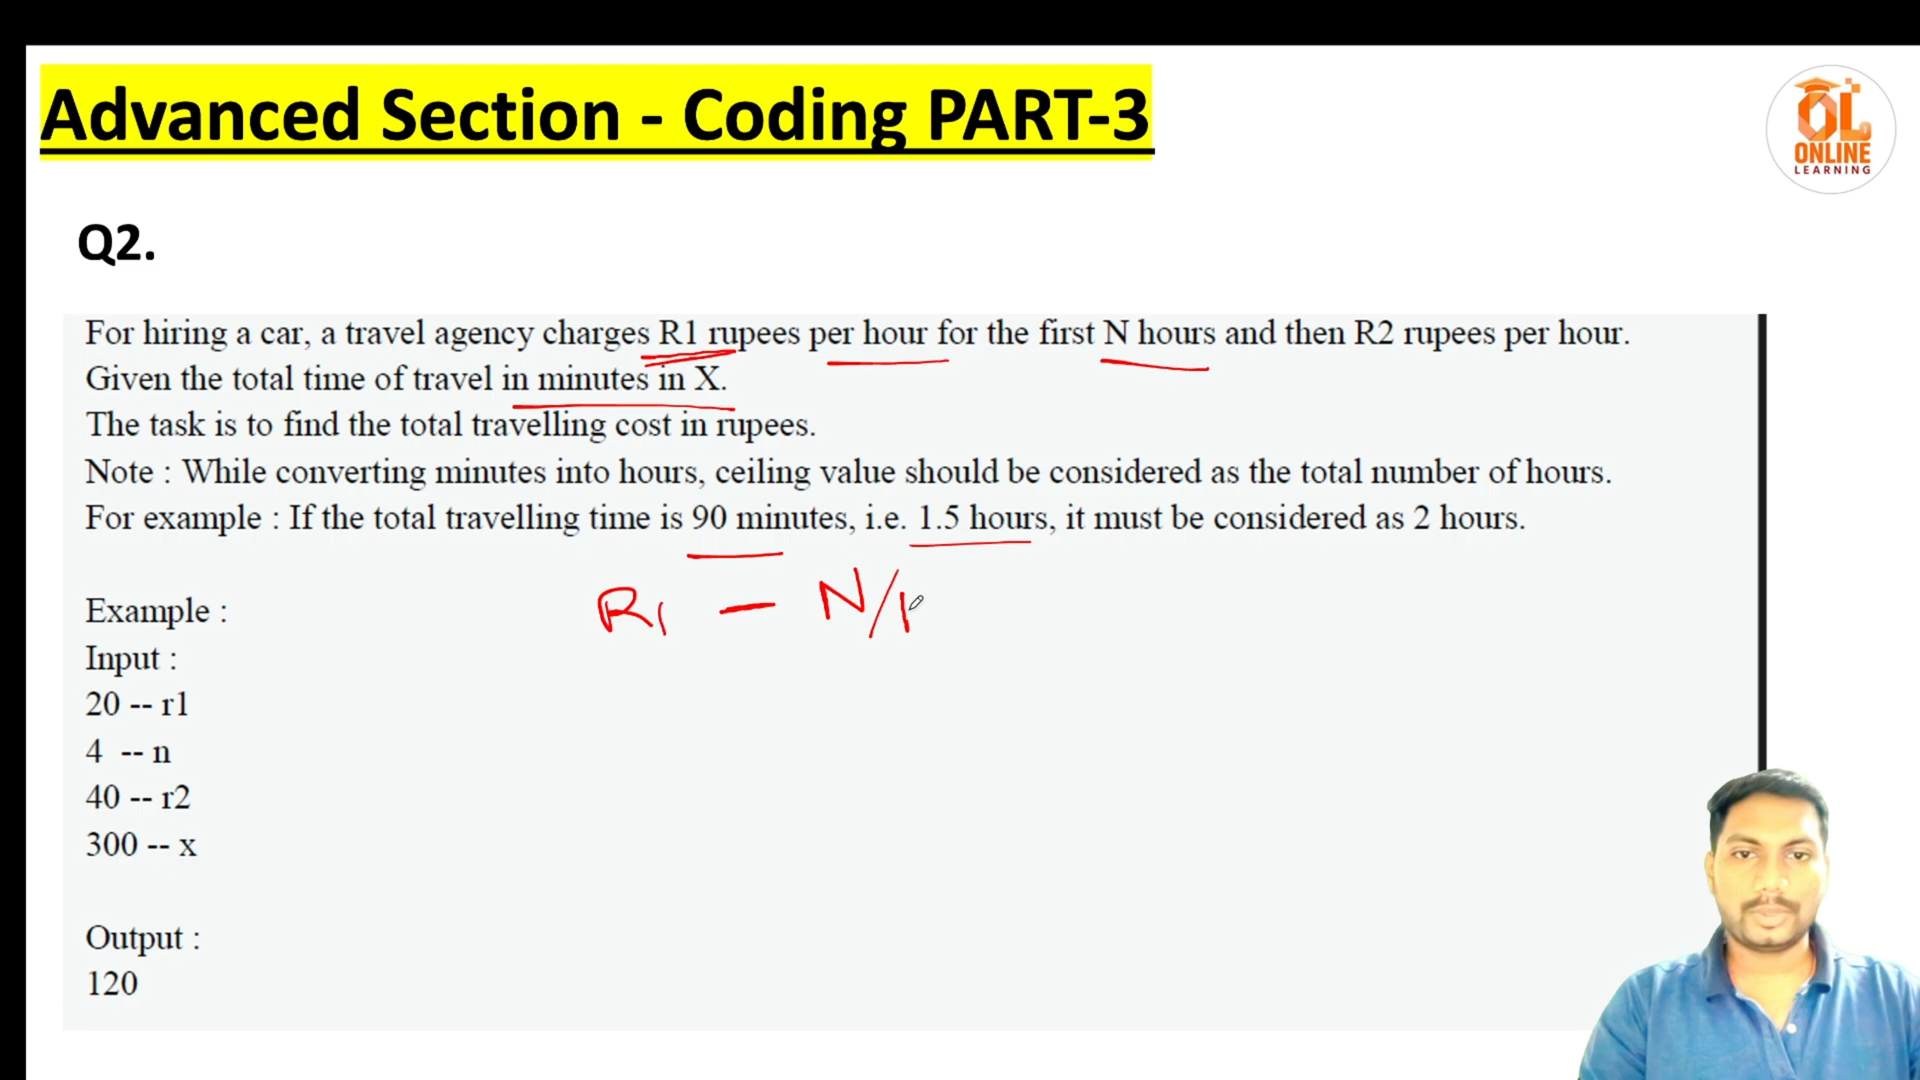 Advanced Section - Coding PART-3
OL
ONLINE
LEARNING
Q2.
For hiring a car, a travel agency charges R1 rupees per hour for the first N hours and then R2 rupees per hour.
Given the total time of travel in minutes in X.
The task is to find the total travelling cost in rupees.
Note : While converting minutes into hours, ceiling value should be considered as the total number of hours.
For example : If the total travelling time is 90 minutes, i.e. 1.5 hours, it must be considered as 2 hours.
R1 — N/
Example :
Input :
20 -- r1
4 -- n
40 -- r2
300 -- x
Output :
120